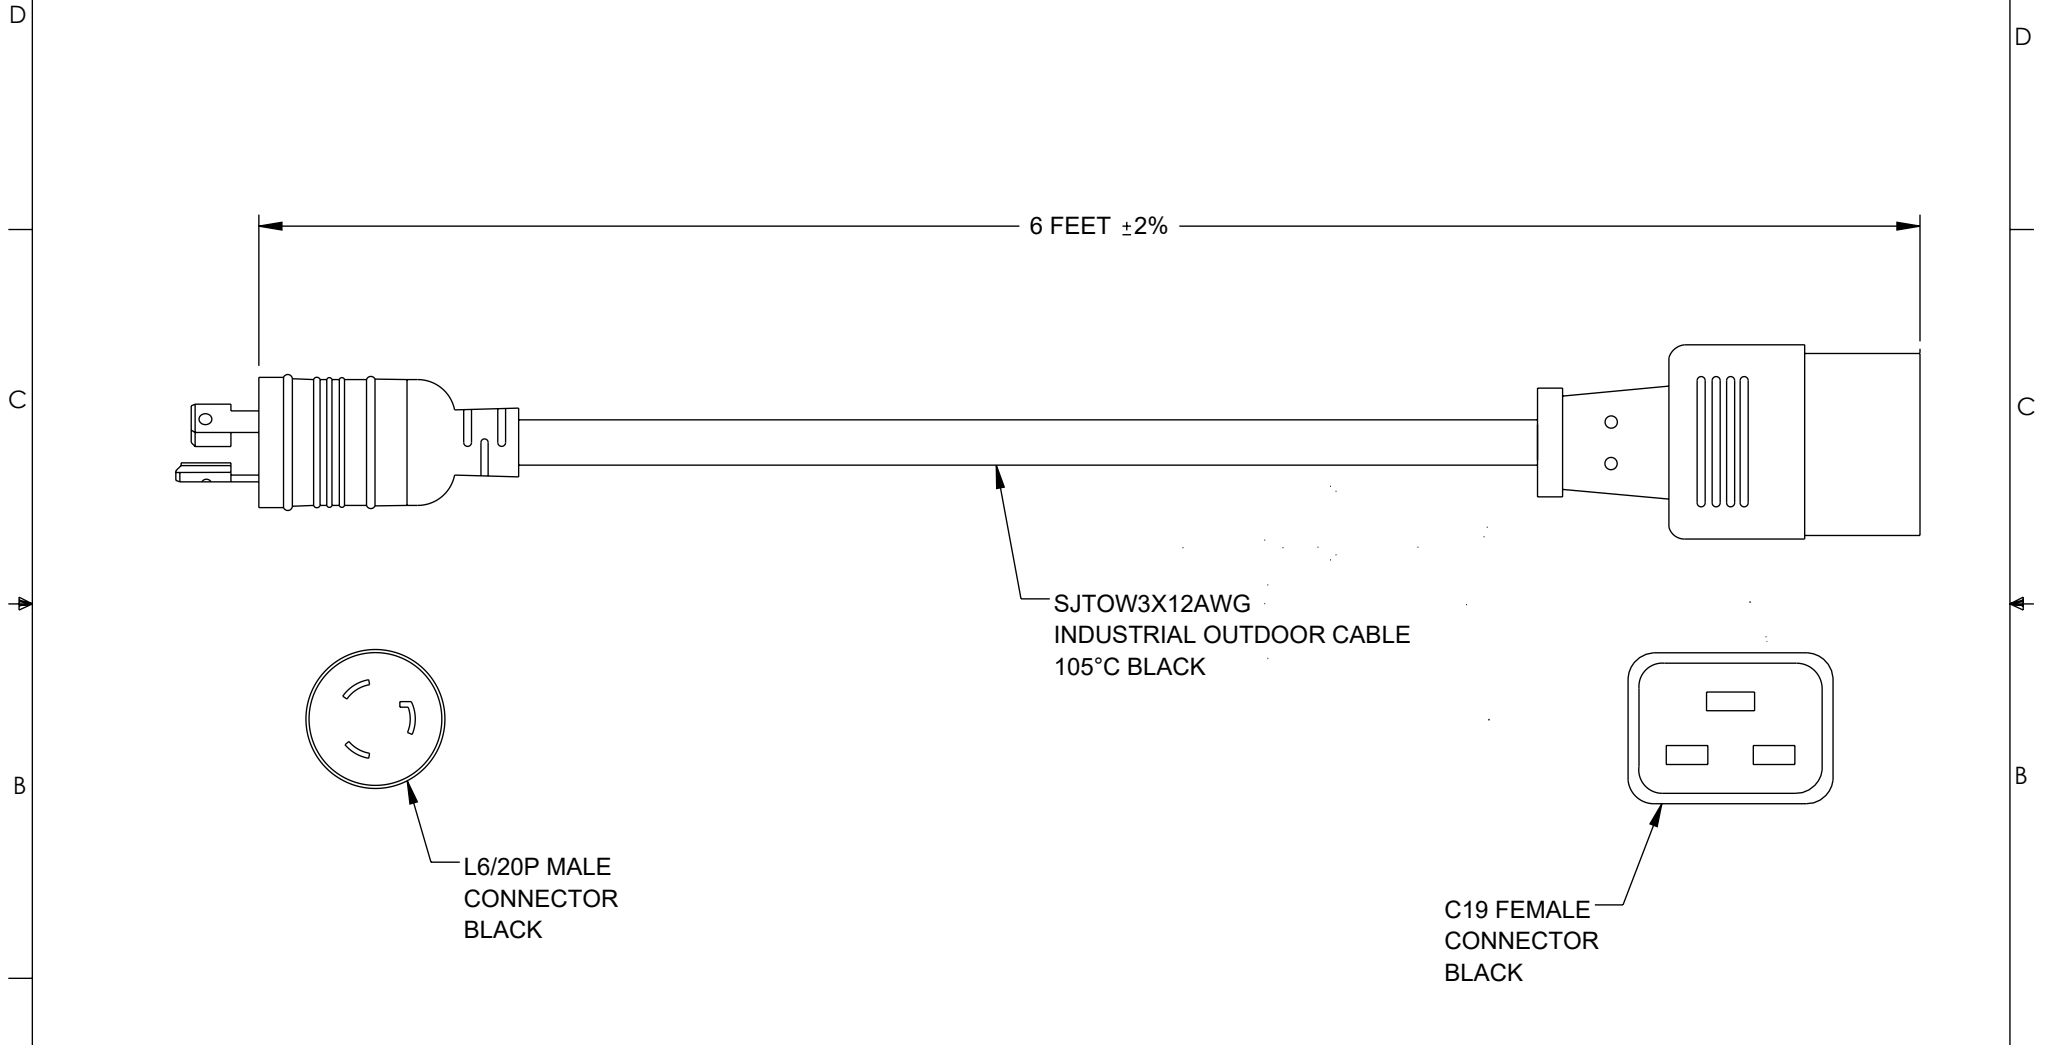 D
D
6 FEET ±2%
C
C
SJTOW3X12AWG
INDUSTRIAL OUTDOOR CABLE
105°C BLACK
B
B
L6/20P MALE
CONNECTOR
BLACK
C19 FEMALE
CONNECTOR
BLACK